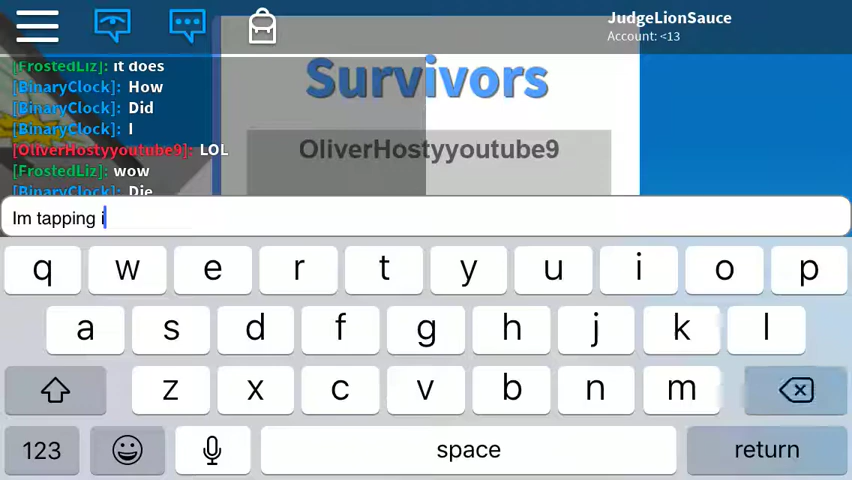 JudgeLionSauce
Account: <13
[FrostedLiz]: it does
[BinaryClock]: How
[BinaryClock]: Did
[BinaryClock]: I
[OliverHostyyoutube9]: LOL
[FrostedLiz]: wow
[BinaryClock]: Die
Survivors
OliverHostyyoutube9
Im tapping i
q w e r t y u i o p
a s d f g h j k l
z x c v b n m
123 space return